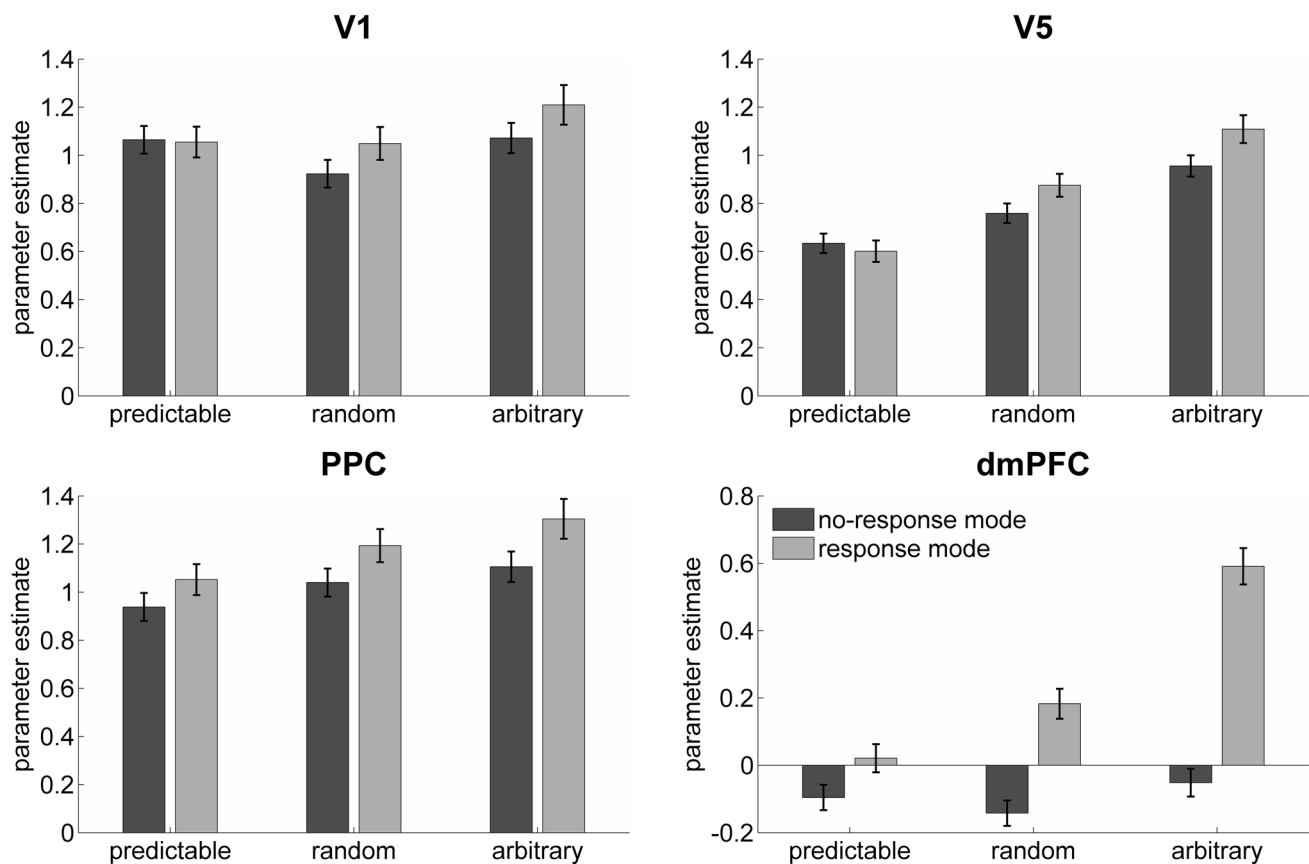 V1
1.4
1.2
1
0.8
0.6
0.4
0.2
0
parameter estimate
predictable random arbitrary
V5
1.4
1.2
1
0.8
0.6
0.4
0.2
0
parameter estimate
predictable random arbitrary
PPC
1.4
1.2
1
0.8
0.6
0.4
0.2
0
parameter estimate
predictable random arbitrary
dmPFC
no-response mode
response mode
0.8
0.6
0.4
0.2
0
-0.2
parameter estimate
predictable random arbitrary